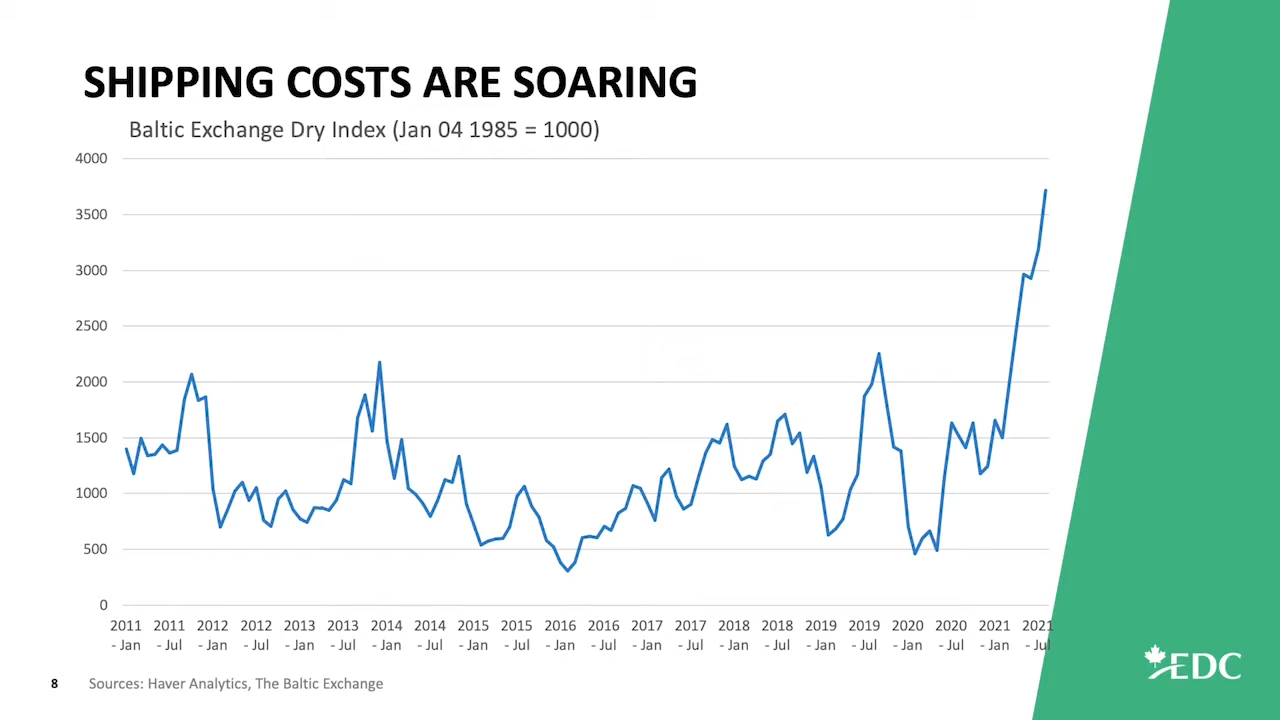 SHIPPING COSTS ARE SOARING
Baltic Exchange Dry Index (Jan 04 1985 = 1000)
4000
3500
3000
2500
2000
1500
1000
500
0
2011 2011 2012 2012 2013 2013 2014 2014 2015 2015 2016 2016 2017 2017 2018 2018 2019 2019 2020 2020 2021 2021
- Jan - Jul - Jan - Jul - Jan - Jul - Jan - Jul - Jan - Jul - Jan - Jul - Jan - Jul - Jan - Jul - Jan - Jul - Jan - Jul - Jan - Jul
EDC
8 Sources: Haver Analytics, The Baltic Exchange